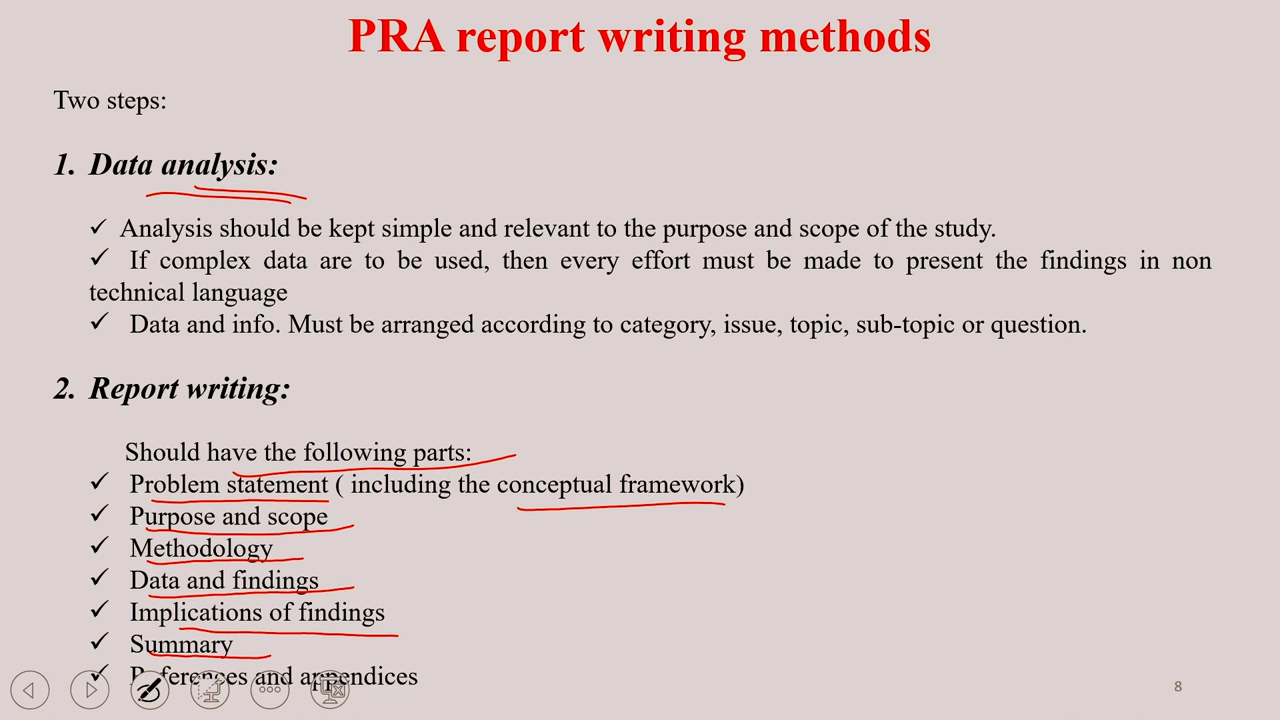 PRA report writing methods
Two steps:
1. Data analysis:
✓ Analysis should be kept simple and relevant to the purpose and scope of the study.
✓ If complex data are to be used, then every effort must be made to present the findings in non
technical language
✓ Data and info. Must be arranged according to category, issue, topic, sub-topic or question.
2. Report writing:
Should have the following parts:
✓ Problem statement ( including the conceptual framework)
✓ Purpose and scope
✓ Methodology
✓ Data and findings
✓ Implications of findings
✓ Summary
✓ References and appendices
8